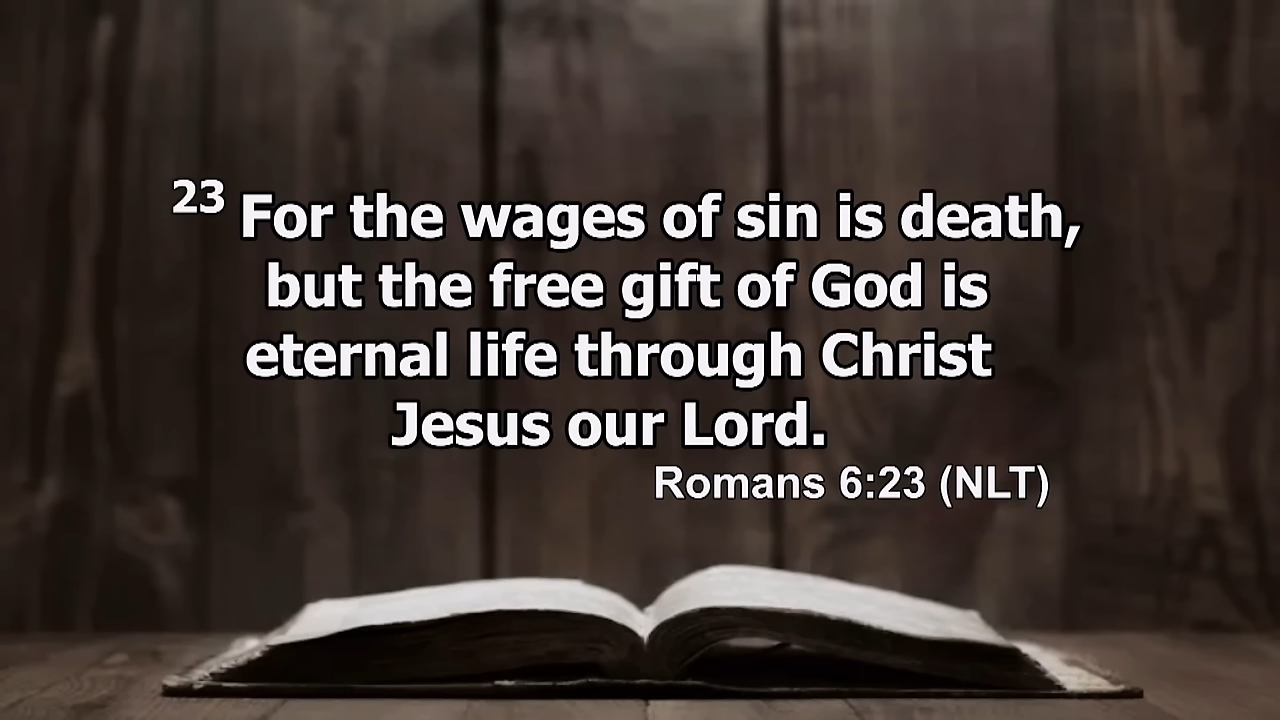 23 For the wages of sin is death,
but the free gift of God is
eternal life through Christ
Jesus our Lord.
Romans 6:23 (NLT)